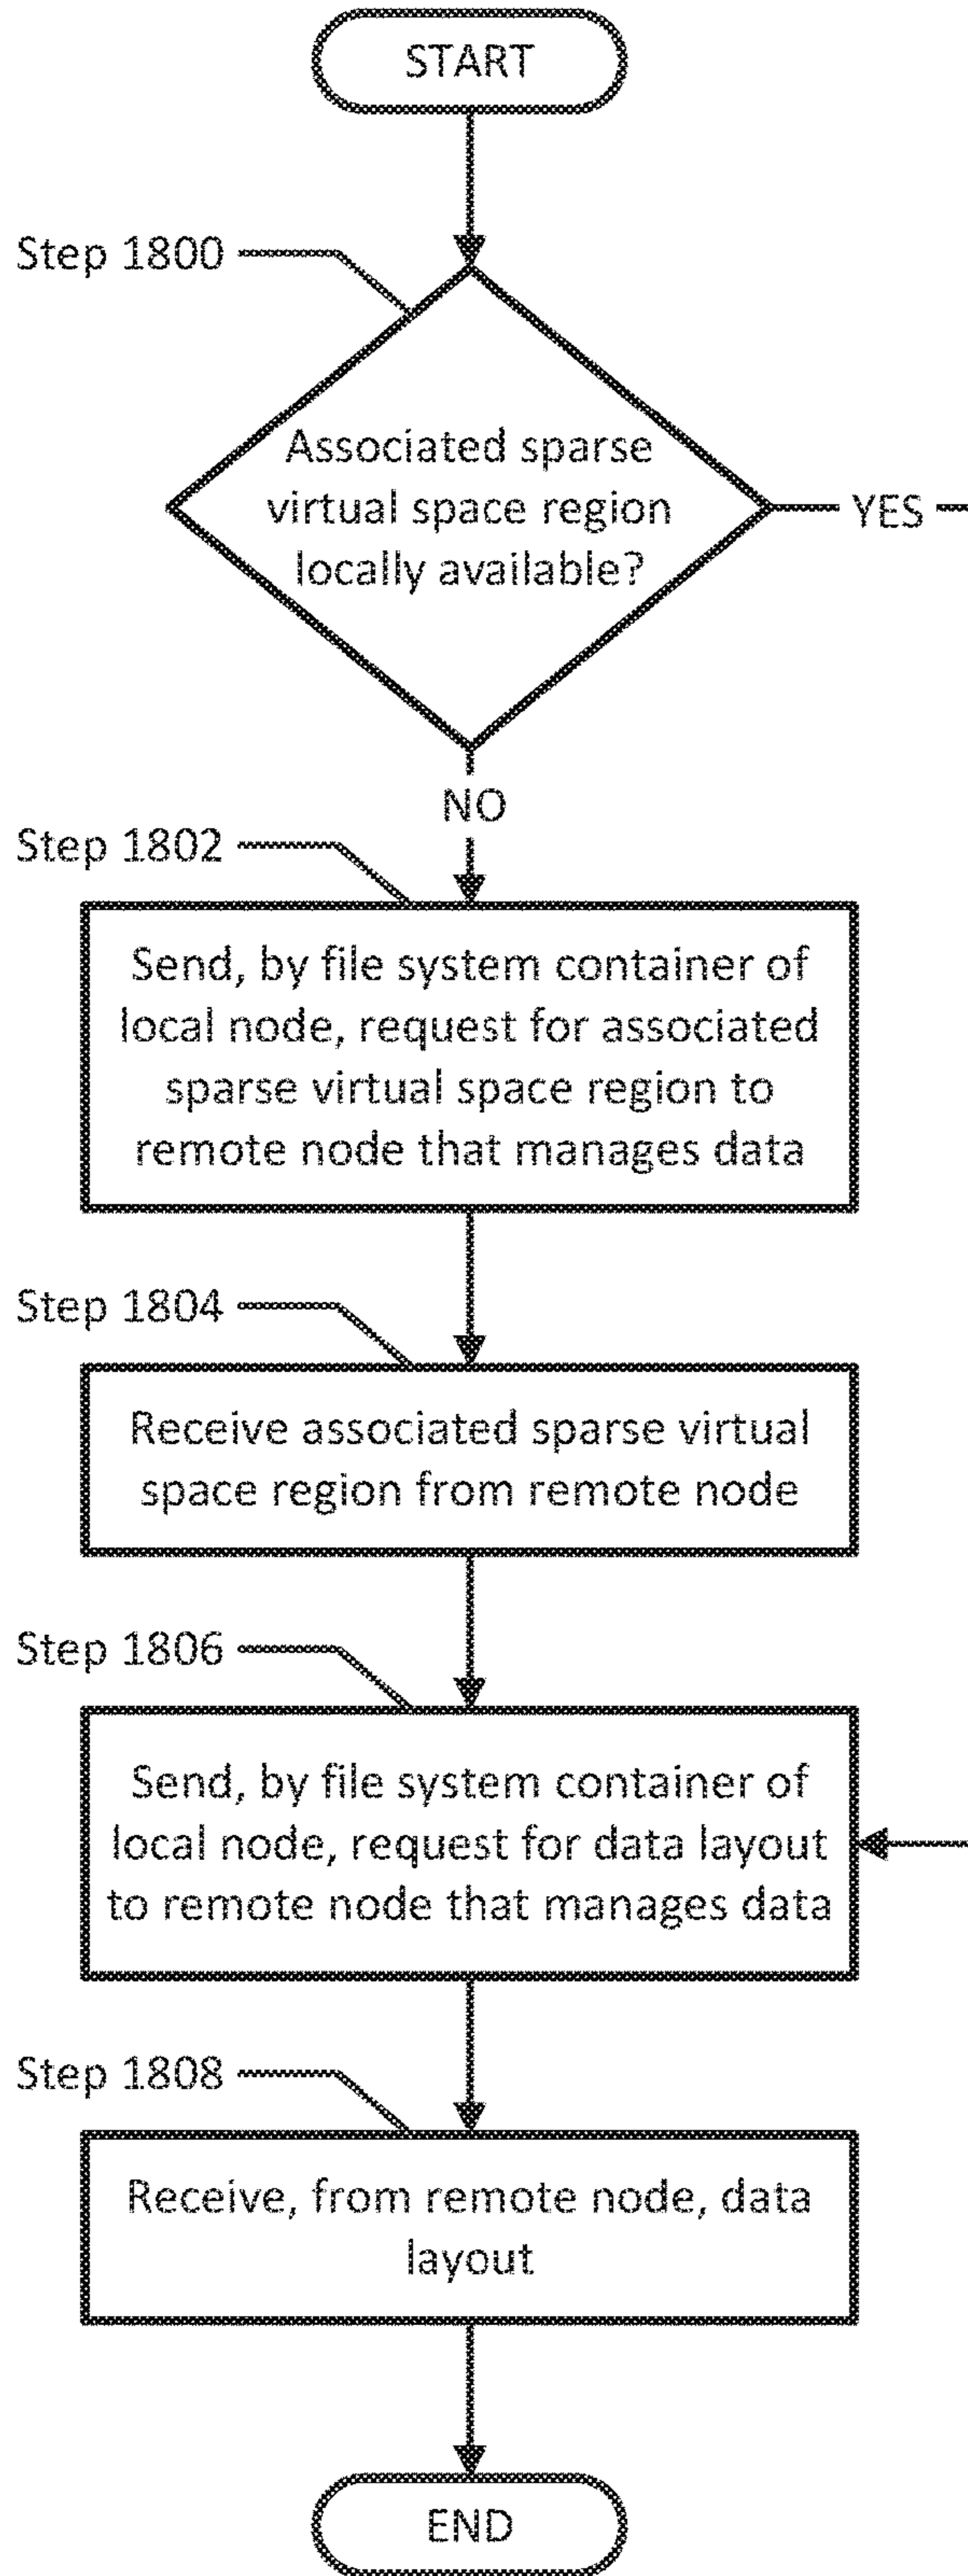 START
Step 1800
Associated sparse
virtual space region
locally available?
YES
NO
Step 1802
Send, by file system container of
local node, request for associated
sparse virtual space region to
remote node that manages data
Step 1804
Receive associated sparse virtual
space region from remote node
Step 1806
Send, by file system container of
local node, request for data layout
to remote node that manages data
Step 1808
Receive, from remote node, data
layout
END